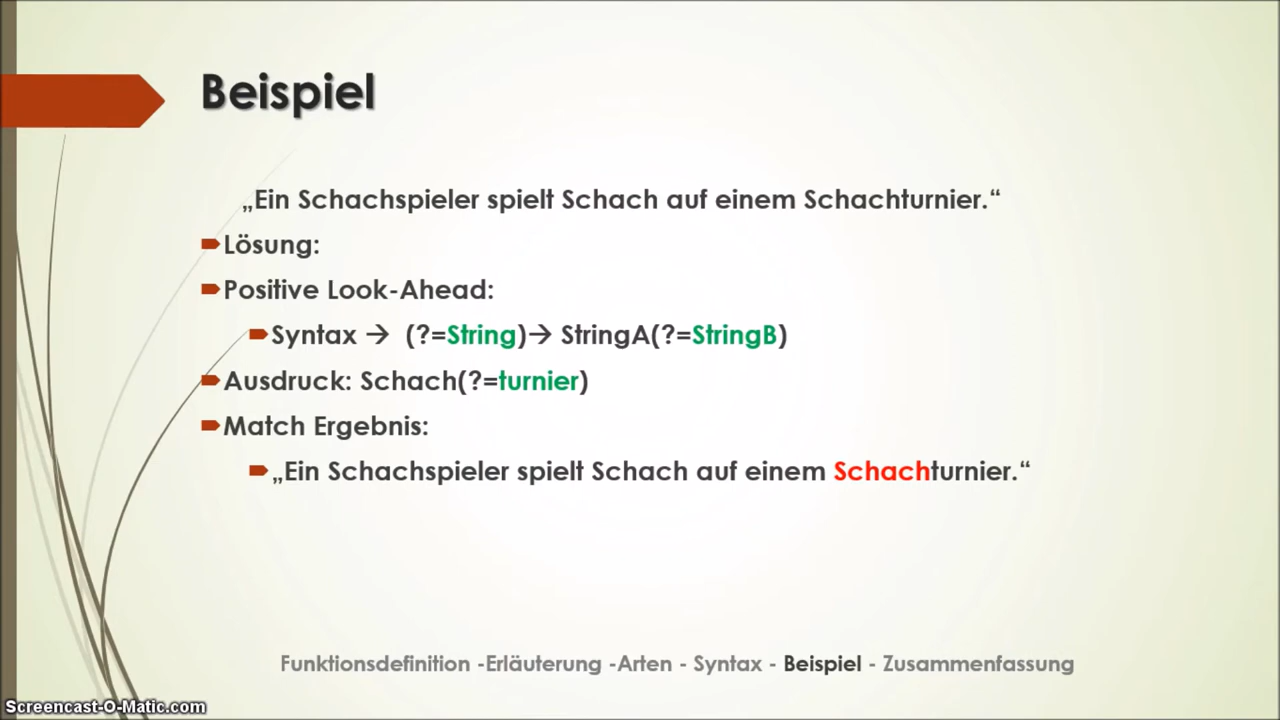 Beispiel
„Ein Schachspieler spielt Schach auf einem Schachturnier.“
Lösung:
Positive Look-Ahead:
Syntax → (?=String)→ StringA(?=StringB)
Ausdruck: Schach(?=turnier)
Match Ergebnis:
„Ein Schachspieler spielt Schach auf einem Schachturnier.“
Funktionsdefinition -Erläuterung -Arten - Syntax - Beispiel - Zusammenfassung
Screencast-O-Matic.com